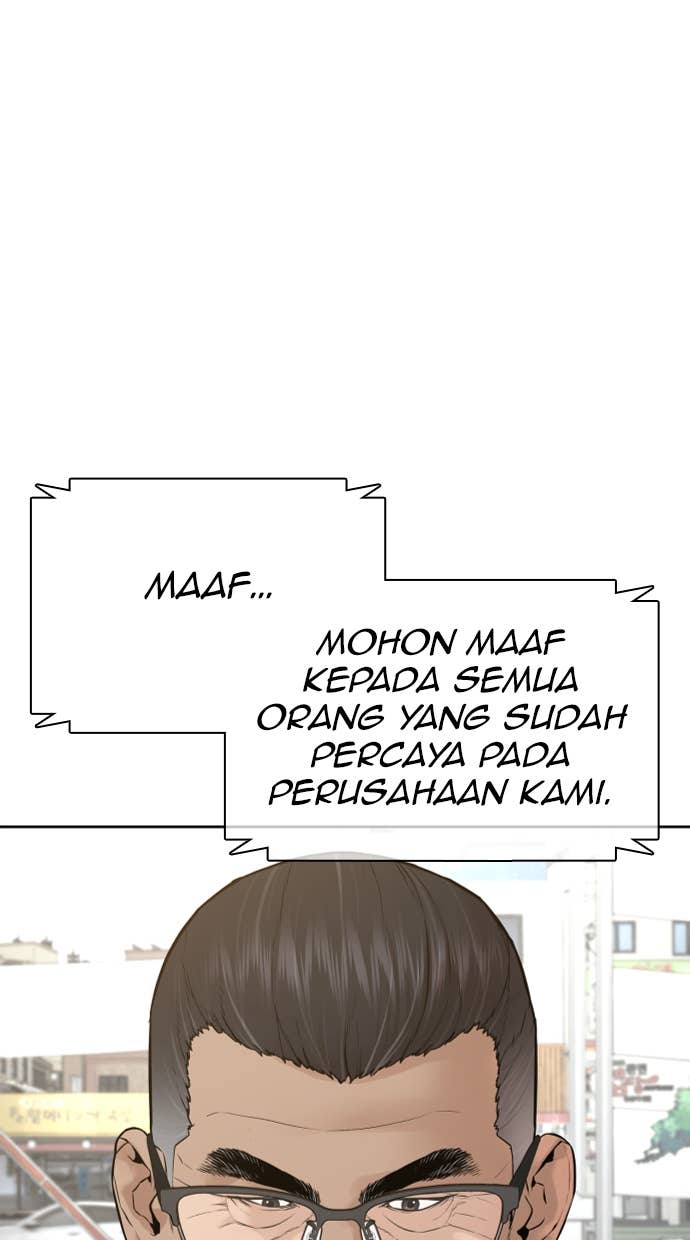 MAAF...
MOHON MAAF
KEPADA SEMUA
ORANG YANG SUDAH
PERCAYA PADA
PERUSAHAAN KAMI.